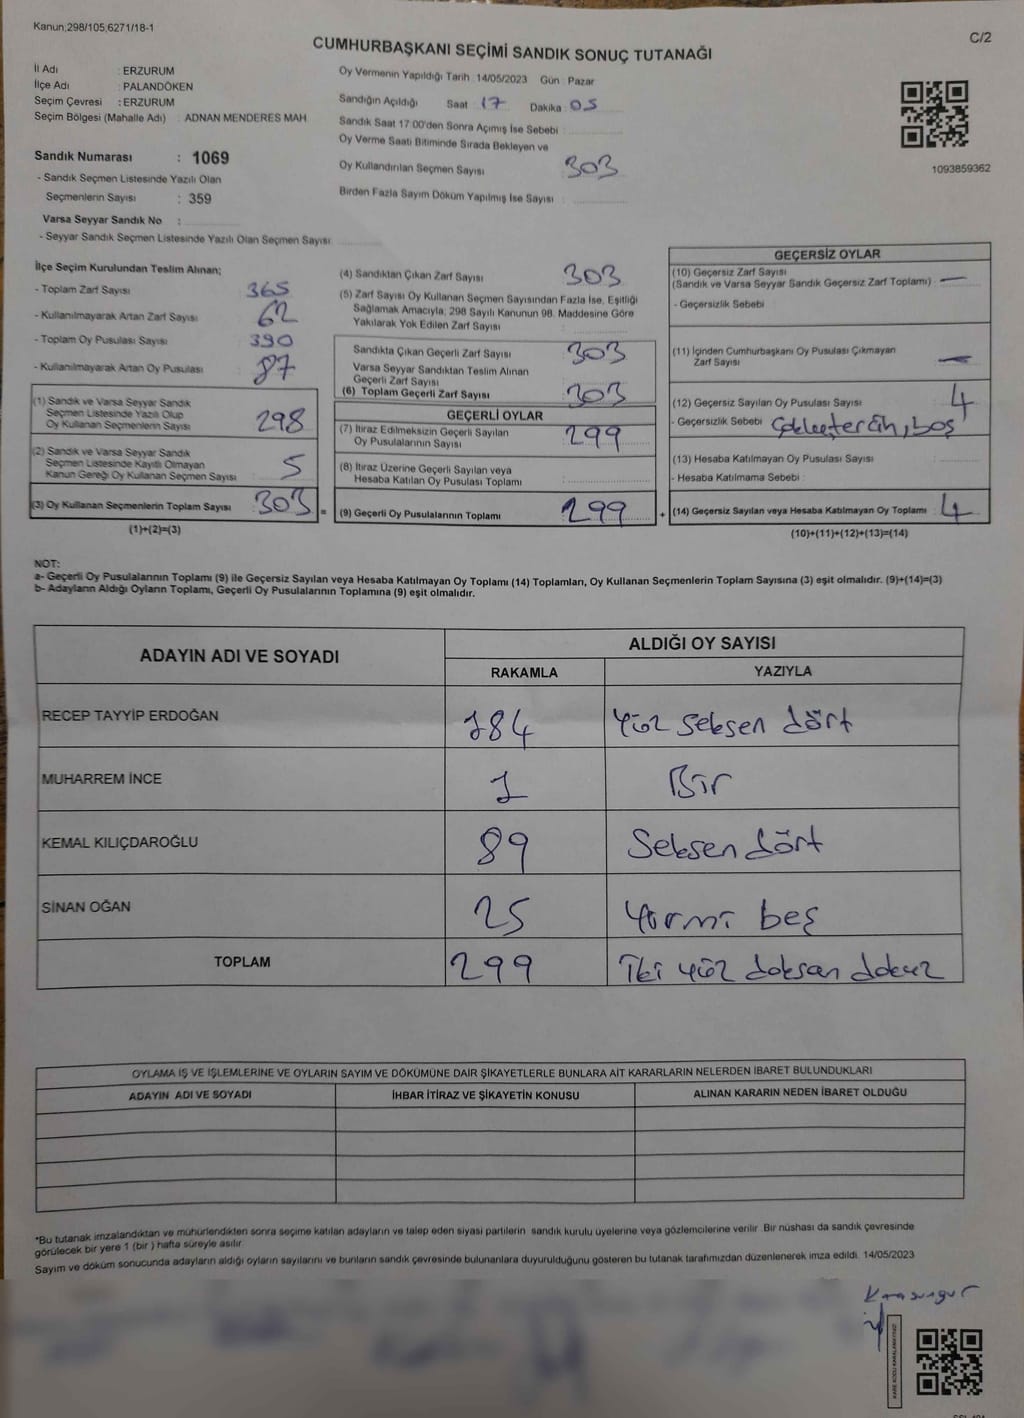 Kanun;298/105;6271/18-1
C/2
CUMHURBAŞKANI SEÇİMİ SANDIK SONUÇ TUTANAĞI
İl Adı : ERZURUM
İlçe Adı : PALANDÖKEN
Seçim Çevresi : ERZURUM
Seçim Bölgesi (Mahalle Adı) : ADNAN MENDERES MAH.
Sandık Numarası : 1069
- Sandık Seçmen Listesinde Yazılı Olan
Seçmenlerin Sayısı : 359
Varsa Seyyar Sandık No :
- Seyyar Sandık Seçmen Listesinde Yazılı Olan Seçmen Sayısı:
Oy Vermenin Yapıldığı Tarih : 14/05/2023 Gün : Pazar
Sandığın Açıldığı Saat : 17 Dakika : 05
Sandık Saat 17:00'den Sonra Açımış İse Sebebi :
Oy Verme Saati Bitiminde Sırada Bekleyen ve
Oy Kullandırılan Seçmen Sayısı : 303
Birden Fazla Sayım Döküm Yapılmış İse Sayısı :
1093859362
İlçe Seçim Kurulundan Teslim Alınan;
- Toplam Zarf Sayısı 365
- Kullanılmayarak Artan Zarf Sayısı 62
- Toplam Oy Pusulası Sayısı 390
- Kullanılmayarak Artan Oy Pusulası 87
(1) Sandık ve Varsa Seyyar Sandık
Seçmen Listesinde Yazılı Olup
Oy Kullanan Seçmenlerin Sayısı 298
(2) Sandık ve Varsa Seyyar Sandık
Seçmen Listesinde Kayıtlı Olmayan
Kanun Gereği Oy Kullanan Seçmen Sayısı : 5
(3) Oy Kullanan Seçmenlerin Toplam Sayısı 303 =
(1)+(2)=(3)
(4) Sandıktan Çıkan Zarf Sayısı 303
(5) Zarf Sayısı Oy Kullanan Seçmen Sayısından Fazla İse, Eşitliği
Sağlamak Amacıyla; 298 Sayılı Kanunun 98. Maddesine Göre
Yakılarak Yok Edilen Zarf Sayısı :
Sandıkta Çıkan Geçerli Zarf Sayısı 303
Varsa Seyyar Sandıktan Teslim Alınan
Geçerli Zarf Sayısı
(6) Toplam Geçerli Zarf Sayısı 303
GEÇERLİ OYLAR
(7) İtiraz Edilmeksizin Geçerli Sayılan
Oy Pusulalarının Sayısı : 299
(8) İtiraz Üzerine Geçerli Sayılan veya
Hesaba Katılan Oy Pusulası Toplamı :
(9) Geçerli Oy Pusulalarının Toplamı : 299 +
GEÇERSİZ OYLAR
(10) Geçersiz Zarf Sayısı
(Sandık ve Varsa Seyyar Sandık Geçersiz Zarf Toplamı) : —
- Geçersizlik Sebebi
(11) İçinden Cumhurbaşkanı Oy Pusulası Çıkmayan
Zarf Sayısı —
(12) Geçersiz Sayılan Oy Pusulası Sayısı : 4
- Geçersizlik Sebebi : boş
(13) Hesaba Katılmayan Oy Pusulası Sayısı :
- Hesaba Katılmama Sebebi :
(14) Geçersiz Sayılan veya Hesaba Katılmayan Oy Toplamı : 4
(10)+(11)+(12)+(13)=(14)
NOT:
a- Geçerli Oy Pusulalarının Toplamı (9) ile Geçersiz Sayılan veya Hesaba Katılmayan Oy Toplamı (14) Toplamları, Oy Kullanan Seçmenlerin Toplam Sayısına (3) eşit olmalıdır. (9)+(14)=(3)
b- Adayların Aldığı Oyların Toplamı, Geçerli Oy Pusulalarının Toplamına (9) eşit olmalıdır.
ADAYIN ADI VE SOYADI ALDIĞI OY SAYISI
RAKAMLA YAZIYLA
RECEP TAYYİP ERDOĞAN 184 Yüz seksen dört
MUHARREM İNCE 1 Bir
KEMAL KILIÇDAROĞLU 89 Seksen dört
SİNAN OĞAN 25 Yirmi beş
TOPLAM 299 İki yüz doksan dokuz
OYLAMA İŞ VE İŞLEMLERİNE VE OYLARIN SAYIM VE DÖKÜMÜNE DAİR ŞİKAYETLERLE BUNLARA AİT KARARLARIN NELERDEN İBARET BULUNDUKLARI
ADAYIN ADI VE SOYADI İHBAR İTİRAZ VE ŞİKAYETİN KONUSU ALINAN KARARIN NEDEN İBARET OLDUĞU
*Bu tutanak imzalandıktan ve mühürlendikten sonra seçime katılan adayların ve talep eden siyasi partilerin sandık kurulu üyelerine veya gözlemcilerine verilir. Bir nüshası da sandık çevresinde
görülecek bir yere 1 (bir ) hafta süreyle asılır.
Sayım ve döküm sonucunda adayların aldığı oyların sayılarını ve bunların sandık çevresinde bulunanlara duyurulduğunu gösteren bu tutanak tarafımızdan düzenlenerek imza edildi. 14/05/2023
KARE KODU KARALAMAYINIZ!